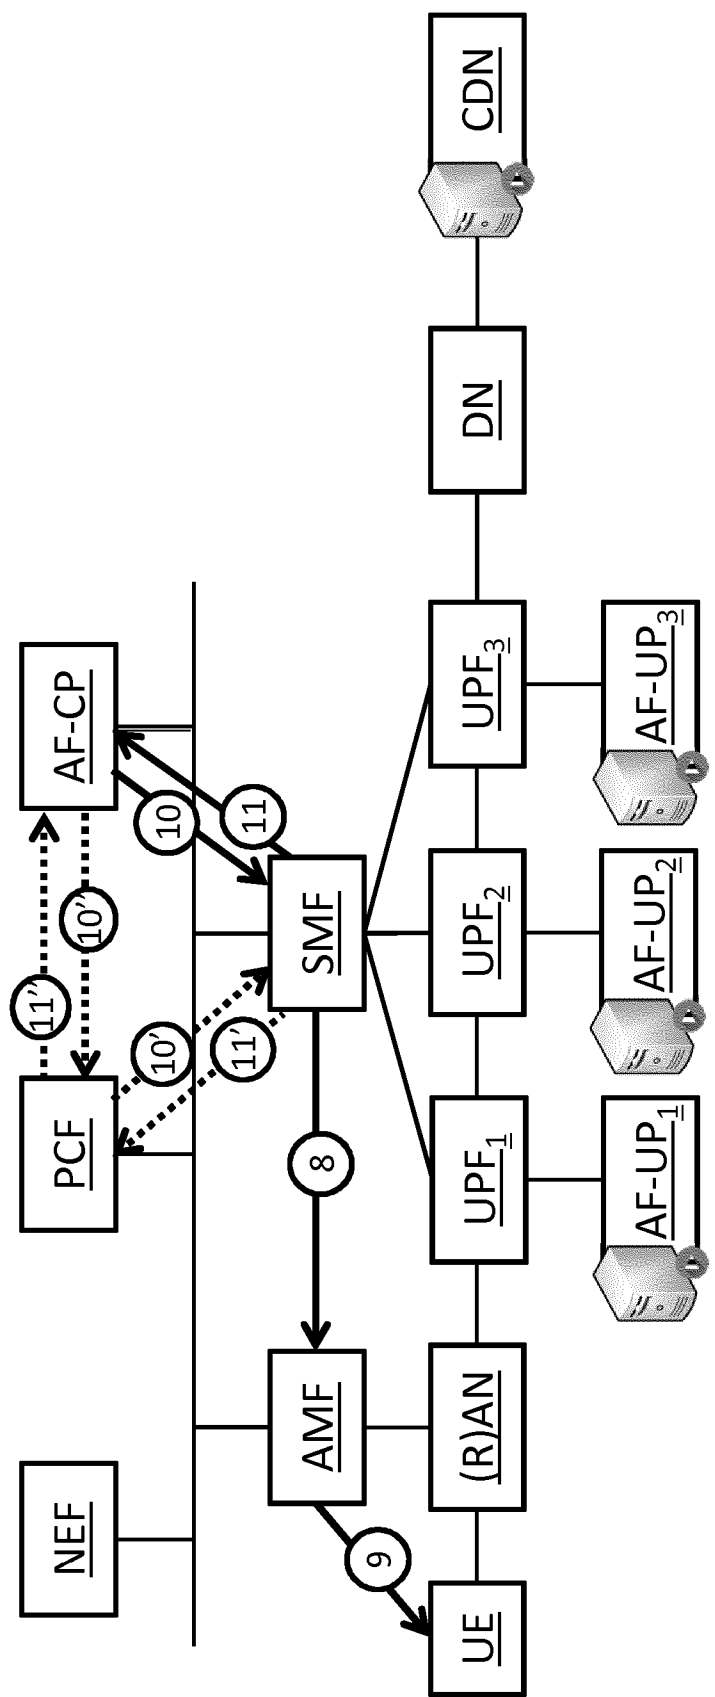 NEF
PCF
AF-CP
11''
10''
10'
11'
10
11
AMF
8
SMF
9
UE
(R)AN
UPF1
UPF2
UPF3
DN
CDN
AF-UP1
AF-UP2
AF-UP3